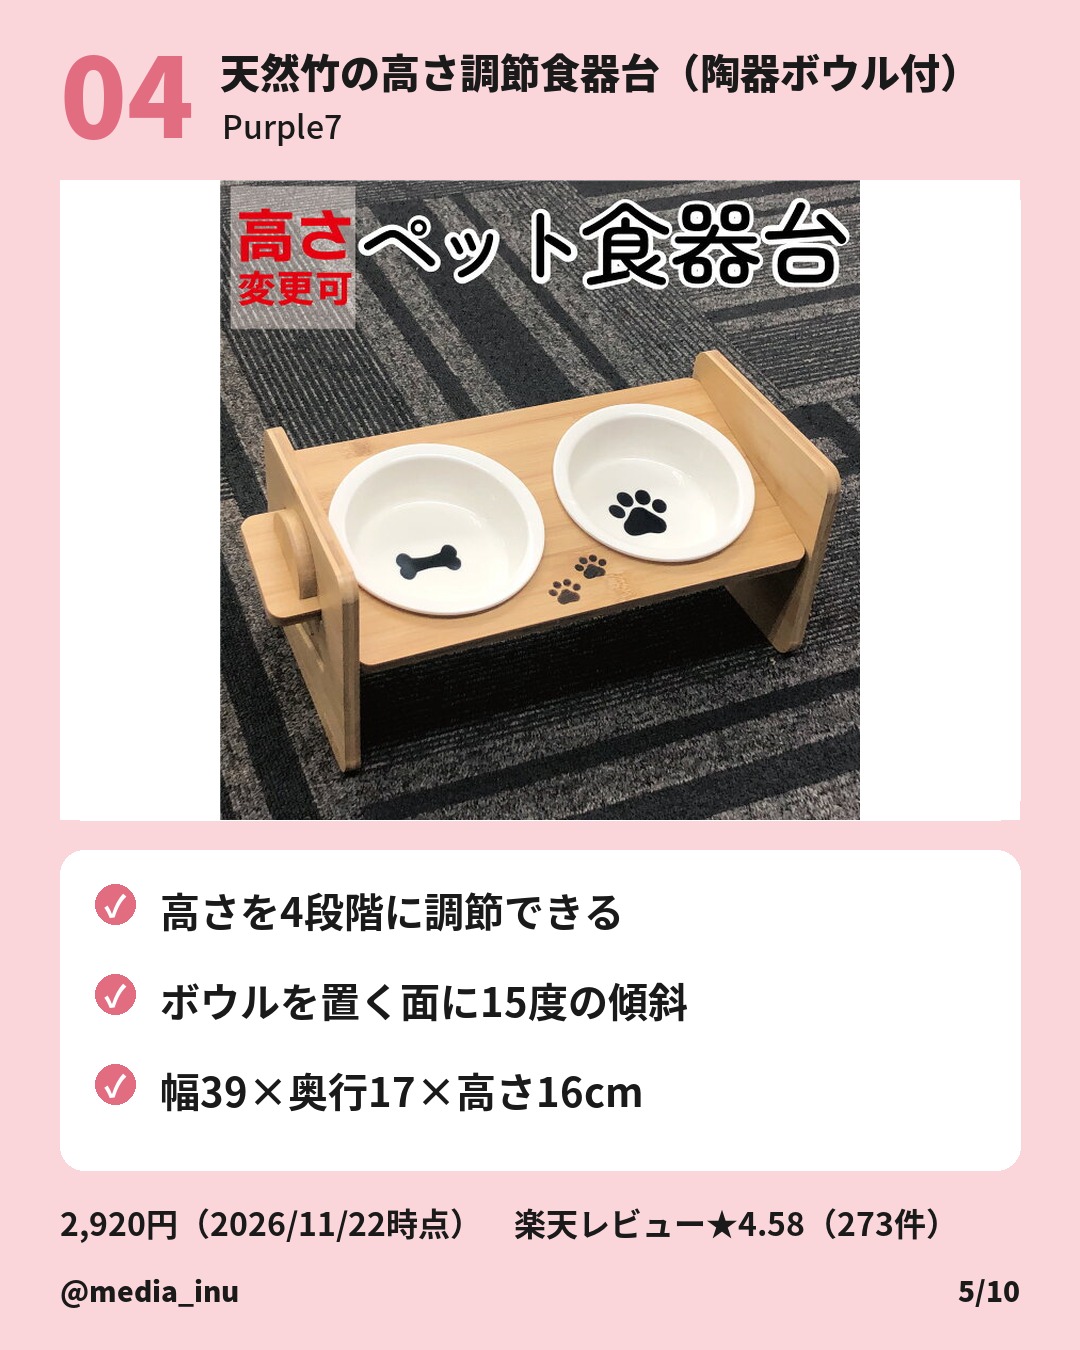 04
天然竹の高さ調節食器台（陶器ボウル付）
Purple7
高さ
変更可
ペット食器台
高さを4段階に調節できる
ボウルを置く面に15度の傾斜
幅39×奥行17×高さ16cm
2,920円（2026/11/22時点）　楽天レビュー★4.58（273件）
@media_inu
5/10